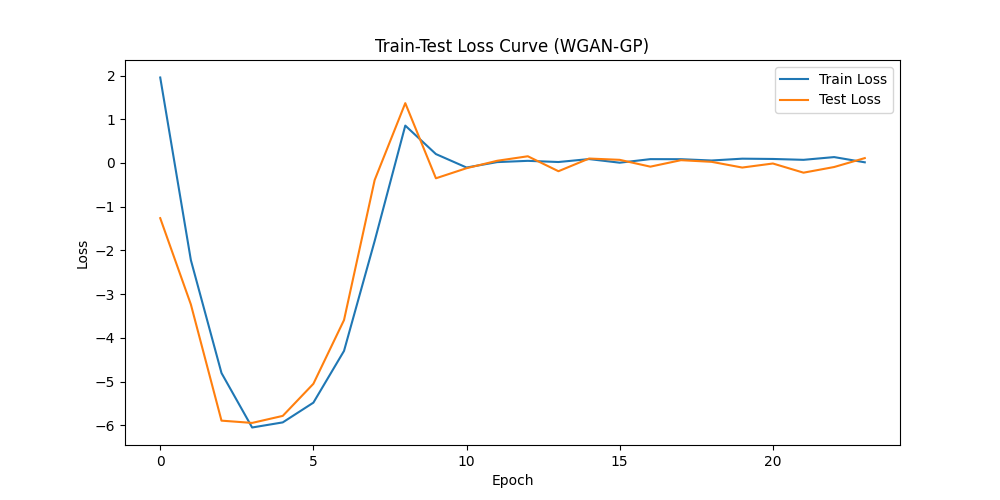 Train-Test Loss Curve (WGAN-GP)
Train Loss
Test Loss
2
1
0
−1
−2
−3
−4
−5
−6
Loss
0 5 10 15 20
Epoch